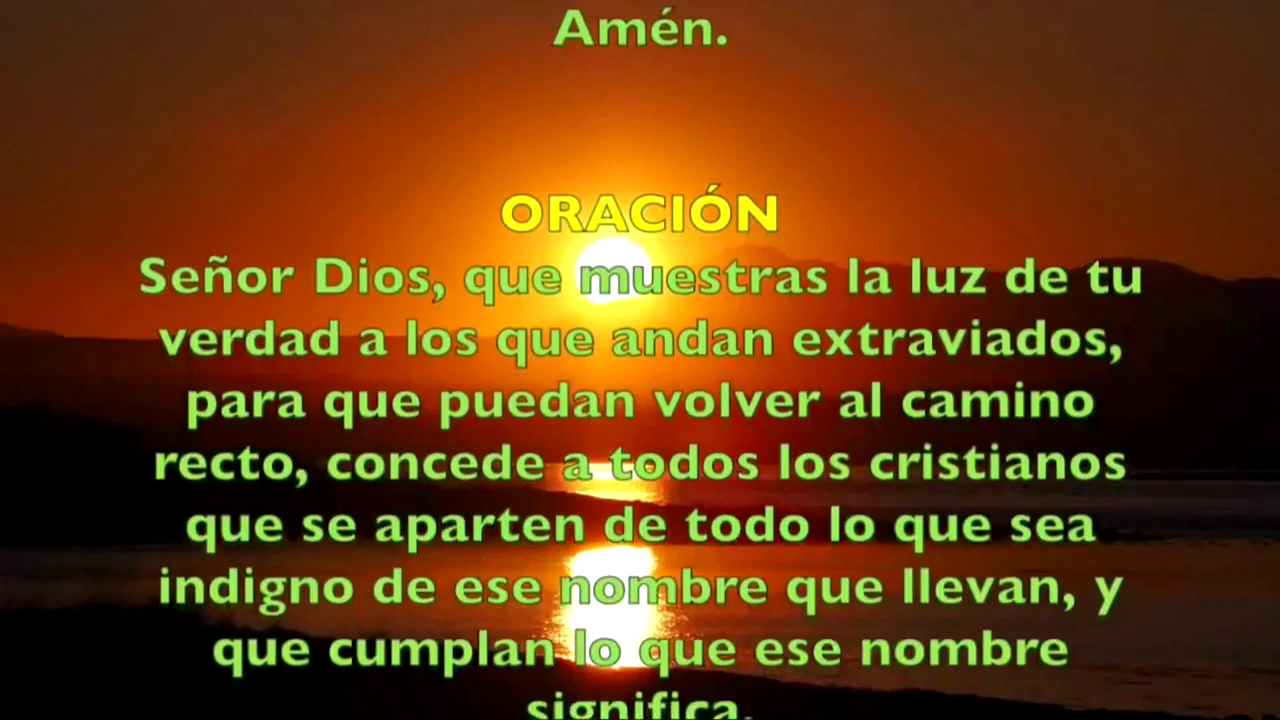 Amén.
ORACIÓN
Señor Dios, que muestras la luz de tu
verdad a los que andan extraviados,
para que puedan volver al camino
recto, concede a todos los cristianos
que se aparten de todo lo que sea
indigno de ese nombre que llevan, y
que cumplan lo que ese nombre
significa.